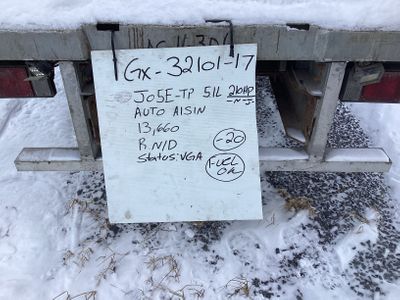 GX-32101-17
J05E-TP 5.1L 210HP
-N-J-
AUTO AISIN
13,660
R.N/D
-20
Status: VGA
FUEL
OK